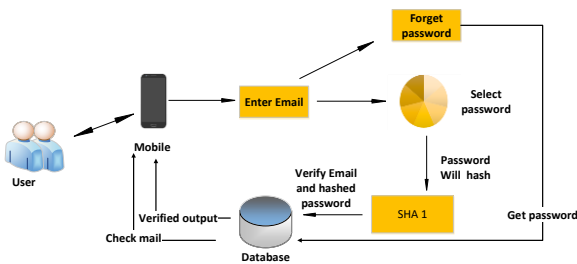 Forget
password
Enter Email
Select
password
Mobile
User
Password
Will hash
Verify Email
and hashed
password
SHA 1
Get password
Verified output
Check mail
Database